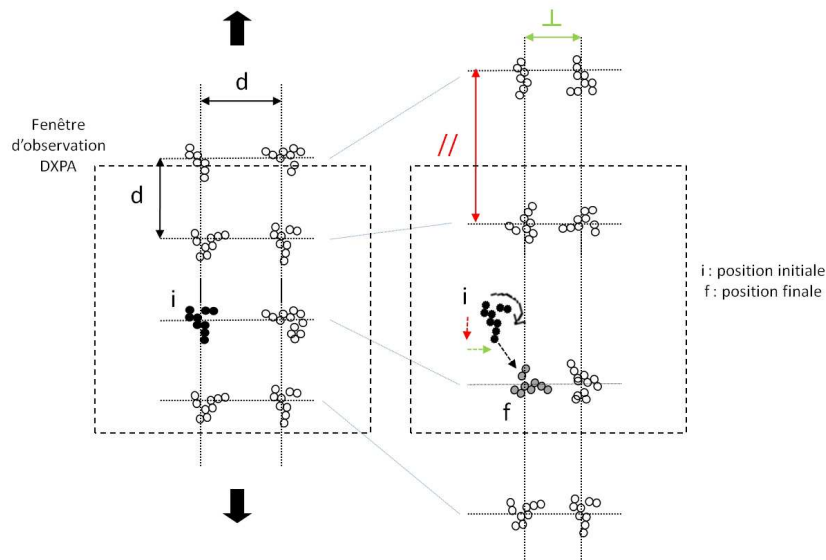 ⊥
d
Fenêtre
d'observation
DXPA
//
d
i
i
i : position initiale
f : position finale
f